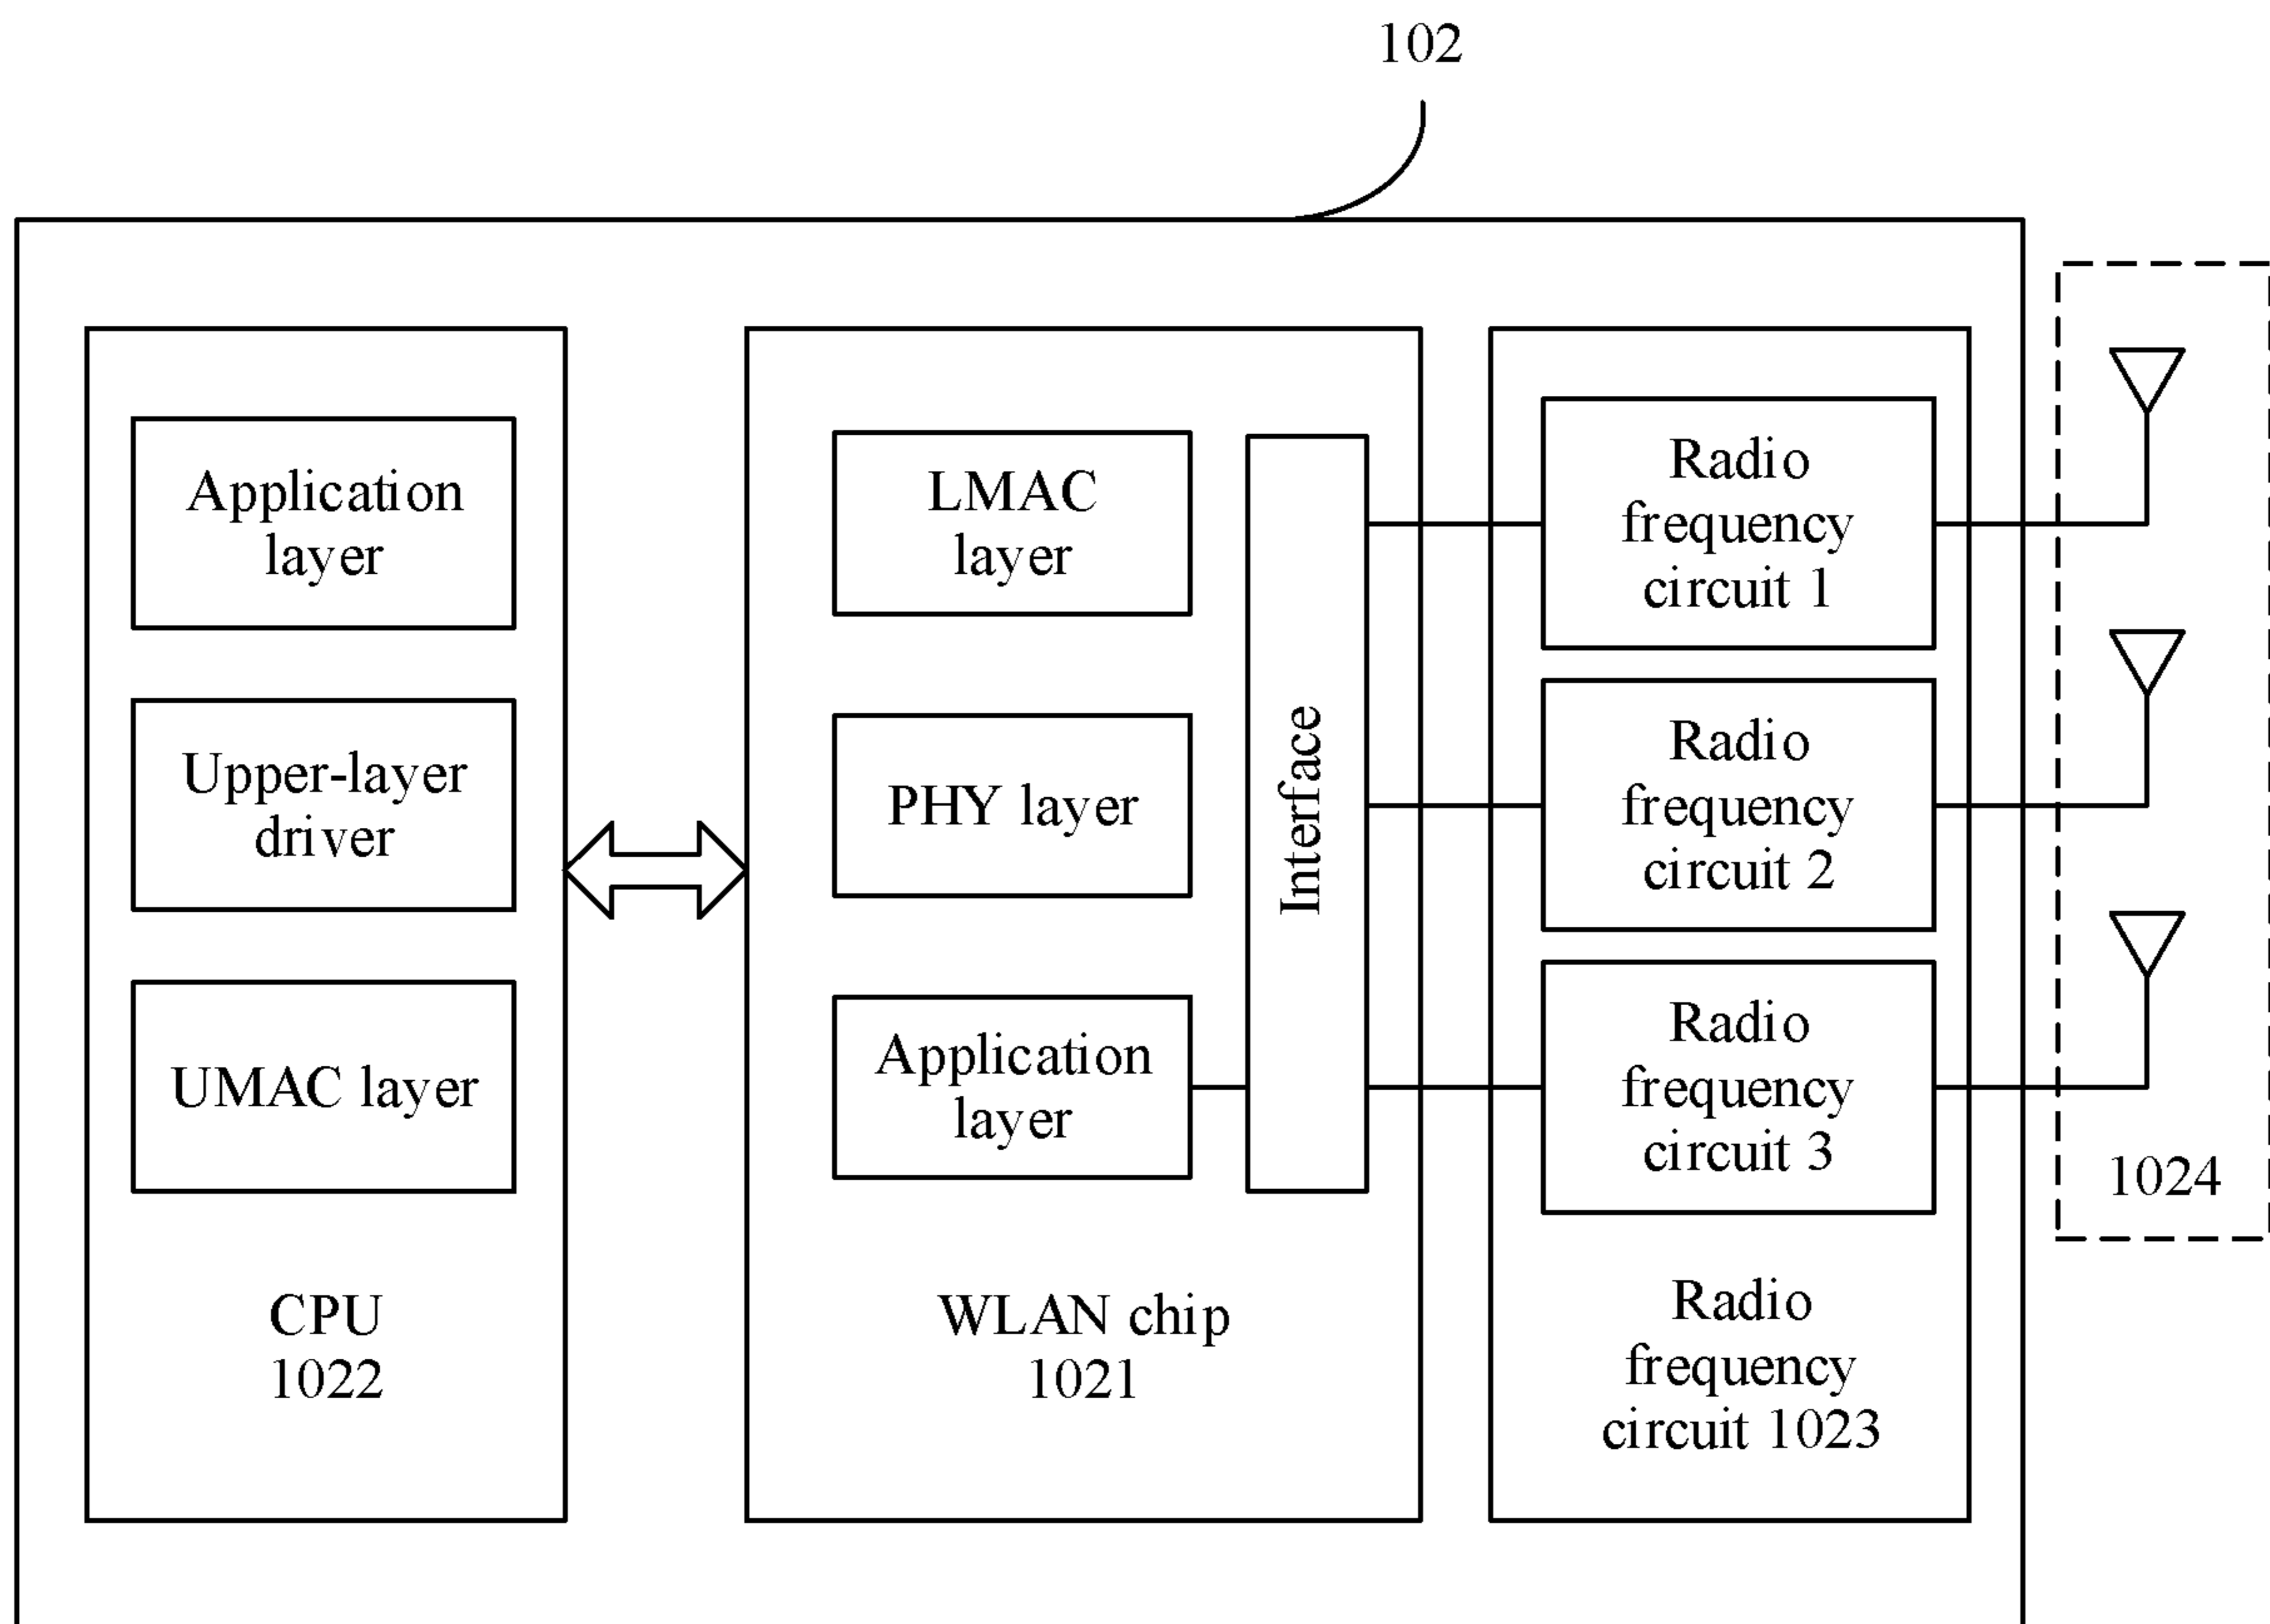 102
Application
layer
Upper-layer
driver
UMAC layer
CPU
1022
LMAC
layer
PHY layer
Application
layer
Interface
WLAN chip
1021
Radio
frequency
circuit 1
Radio
frequency
circuit 2
Radio
frequency
circuit 3
Radio
frequency
circuit 1023
1024